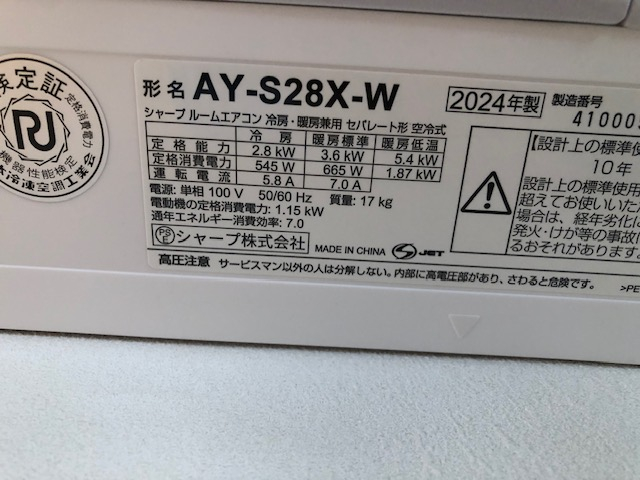 検定証
定格消費電力
機器性能検定
形名 AY-S28X-W 2024年製 製造番号
41000
シャープ ルームエアコン 冷房・暖房兼用 セパレート形 空冷式
冷房 暖房標準 暖房低温
定格能力 2.8 kW 3.6 kW 5.4 kW
定格消費電力 545 W 665 W 1.87 kW
運転電流 5.8 A 7.0 A
電源: 単相 100 V 50/60 Hz 質量: 17 kg
電動機の定格消費電力: 1.15 kW
通年エネルギー消費効率: 7.0
PSE シャープ株式会社 MADE IN CHINA S JET
高圧注意 サービスマン以外の人は分解しない。内部に高電圧部があり、さわると危険です。
【設計上の標準使
10年
設計上の標準使用
超えてお使いいただ
場合は、経年劣化に
発火・けが等の事故に
るおそれがあります。
>PE